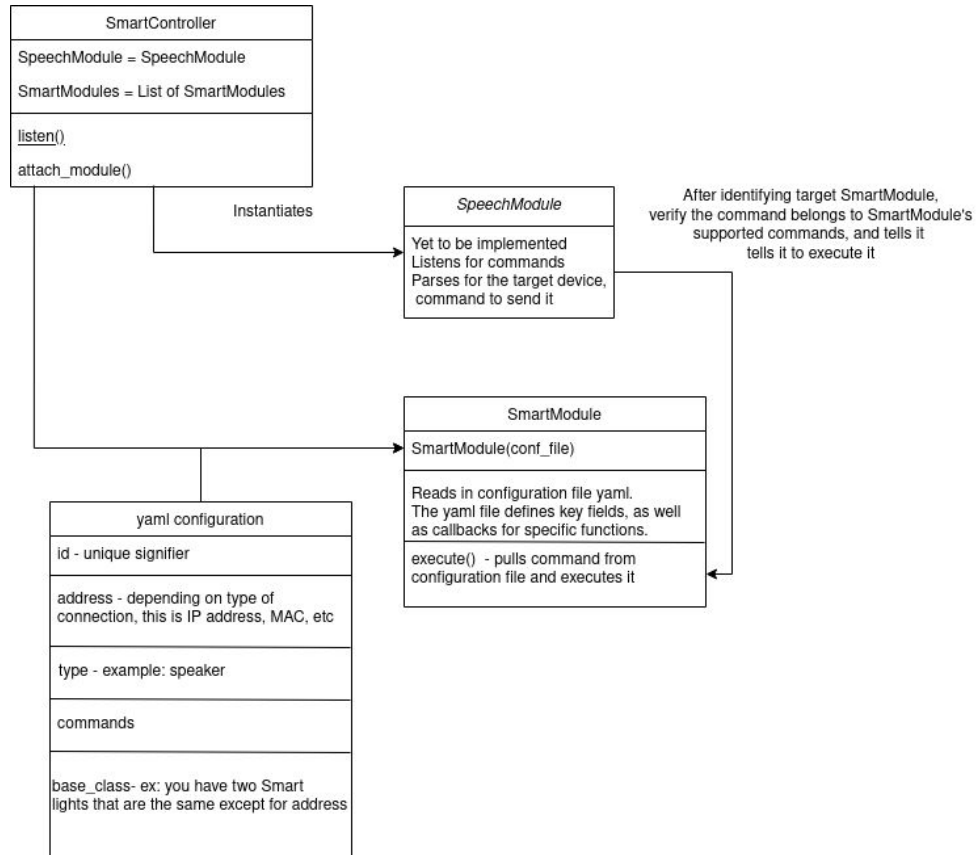 SmartController
SpeechModule = SpeechModule
SmartModules = List of SmartModules
listen()
attach_module()
Instantiates
SpeechModule
Yet to be implemented
Listens for commands
Parses for the target device,
command to send it
After identifying target SmartModule,
verify the command belongs to SmartModule's
supported commands, and tells it
tells it to execute it
SmartModule
SmartModule(conf_file)
Reads in configuration file yaml.
The yaml file defines key fields, as well
as callbacks for specific functions.
execute() - pulls command from
configuration file and executes it
yaml configuration
id - unique signifier
address - depending on type of
connection, this is IP address, MAC, etc
type - example: speaker
commands
base_class- ex: you have two Smart
lights that are the same except for address